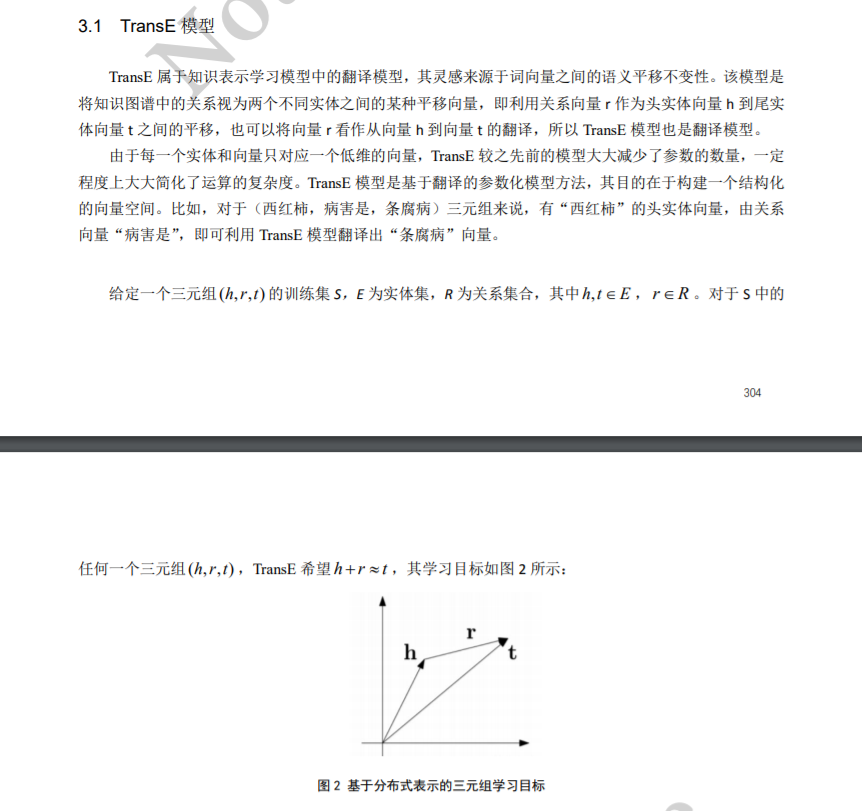 3.1 TransE 模型
TransE 属于知识表示学习模型中的翻译模型，其灵感来源于词向量之间的语义平移不变性。该模型是
将知识图谱中的关系视为两个不同实体之间的某种平移向量，即利用关系向量 r 作为头实体向量 h 到尾实
体向量 t 之间的平移，也可以将向量 r 看作从向量 h 到向量 t 的翻译，所以 TransE 模型也是翻译模型。
由于每一个实体和向量只对应一个低维的向量，TransE 较之先前的模型大大减少了参数的数量，一定
程度上大大简化了运算的复杂度。TransE 模型是基于翻译的参数化模型方法，其目的在于构建一个结构化
的向量空间。比如，对于（西红柿，病害是，条腐病）三元组来说，有“西红柿”的头实体向量，由关系
向量“病害是”，即可利用 TransE 模型翻译出“条腐病”向量。
给定一个三元组(h,r,t)的训练集 S，E 为实体集，R 为关系集合，其中h,t∈E，r∈R。对于 S 中的
304
任何一个三元组(h,r,t)，TransE 希望h+r≈t，其学习目标如图 2 所示：
r
h
t
图 2 基于分布式表示的三元组学习目标